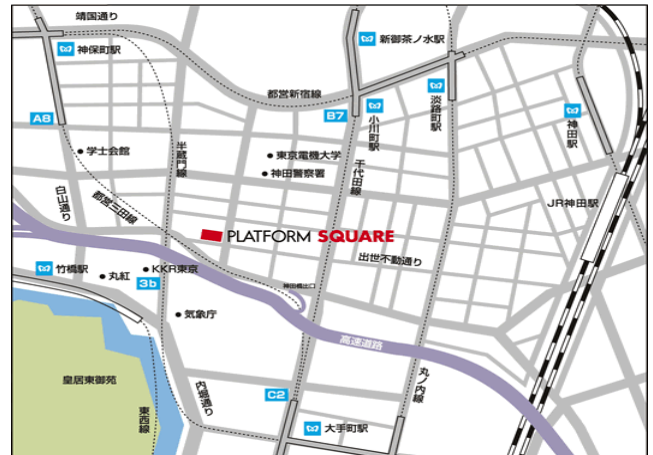 靖国通り
神保町駅
新御茶ノ水駅
都営新宿線
A8
B7
小川町駅
淡路町駅
神田駅
学士会館
半蔵門線
東京電機大学
神田警察署
千代田線
白山通り
都営三田線
JR神田駅
PLATFORM SQUARE
出世不動通り
竹橋駅
丸紅
KKR東京
3b
神田橋出口
気象庁
高速道路
皇居東御苑
内堀通り
丸ノ内線
C2
東西線
大手町駅